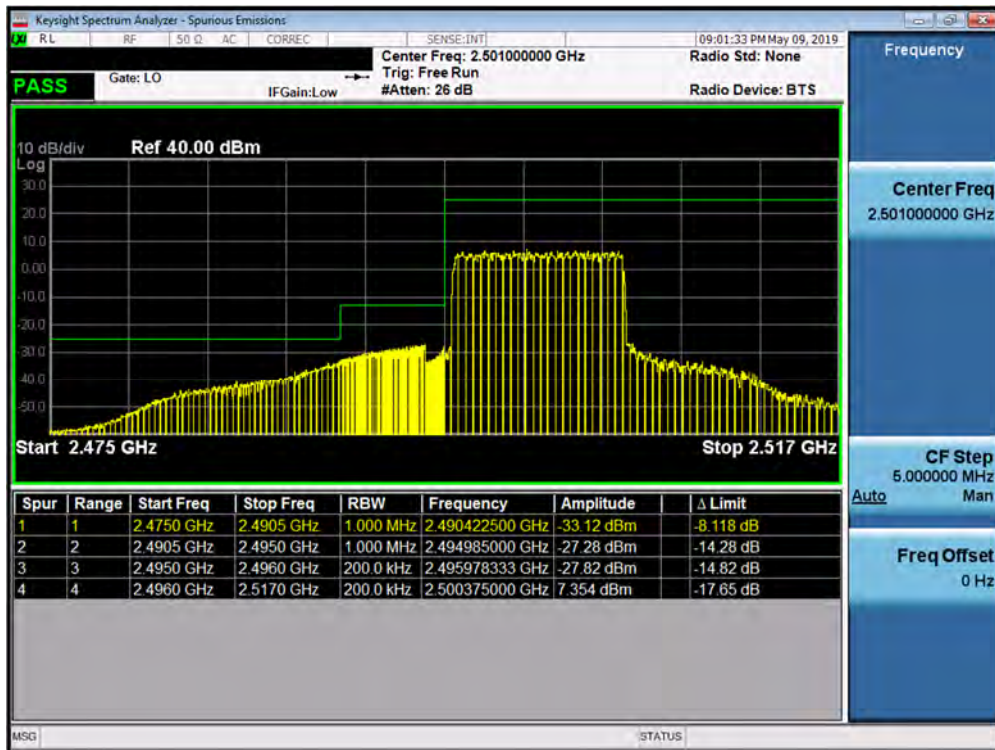 Keysight Spectrum Analyzer - Spurious Emissions
LXI RL RF 50 Ω AC CORREC SENSE:INT 09:01:33 PM May 09, 2019
Center Freq: 2.501000000 GHz Radio Std: None
Gate: LO Trig: Free Run
PASS IFGain:Low #Atten: 26 dB Radio Device: BTS
Frequency
10 dB/div Ref 40.00 dBm
Log
30.0
20.0
10.0
0.00
-10.0
-20.0
-30.0
-40.0
-50.0
Start 2.475 GHz Stop 2.517 GHz
Center Freq
2.501000000 GHz
CF Step
5.000000 MHz
Auto Man
Freq Offset
0 Hz
Spur Range Start Freq Stop Freq RBW Frequency Amplitude Δ Limit
1 1 2.4750 GHz 2.4905 GHz 1.000 MHz 2.490422500 GHz -33.12 dBm -8.118 dB
2 2 2.4905 GHz 2.4950 GHz 1.000 MHz 2.494985000 GHz -27.28 dBm -14.28 dB
3 3 2.4950 GHz 2.4960 GHz 200.0 kHz 2.495978333 GHz -27.82 dBm -14.82 dB
4 4 2.4960 GHz 2.5170 GHz 200.0 kHz 2.500375000 GHz 7.354 dBm -17.65 dB
MSG STATUS